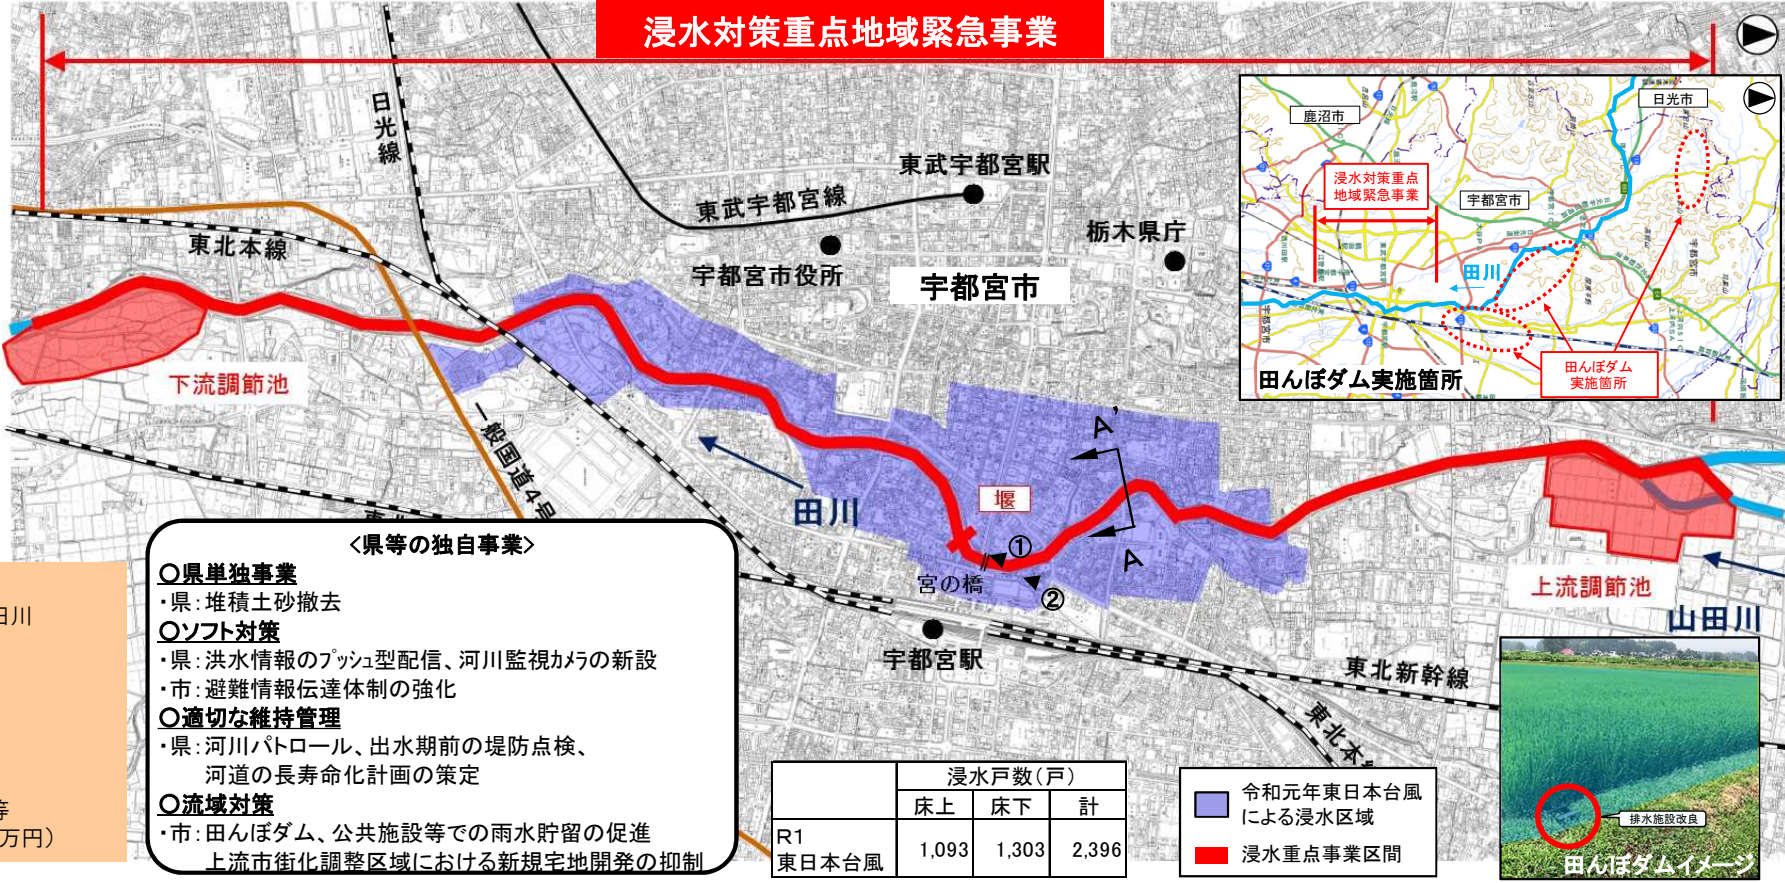 浸水対策重点地域緊急事業
日光線
東武宇都宮駅
東武宇都宮線
栃木県庁
東北本線
宇都宮市役所
宇都宮市
下流調節池
一般国道4号
田川
堰
A'
A
①
②
宮の橋
宇都宮駅
上流調節池
山田川
東北新幹線
東北本
鹿沼市
日光市
浸水対策重点
地域緊急事業
宇都宮市
田川
田んぼダム
実施箇所
田んぼダム実施箇所
田川
等
万円）
<県等の独自事業>
〇県単独事業
・県：堆積土砂撤去
〇ソフト対策
・県：洪水情報のプッシュ型配信、河川監視カメラの新設
・市：避難情報伝達体制の強化
〇適切な維持管理
・県：河川パトロール、出水期前の堤防点検、
河道の長寿命化計画の策定
〇流域対策
・市：田んぼダム、公共施設等での雨水貯留の促進
上流市街化調整区域における新規宅地開発の抑制
浸水戸数（戸）
床上 床下 計
R1
東日本台風 1,093 1,303 2,396
令和元年東日本台風
による浸水区域
浸水重点事業区間
排水施設改良
田んぼダムイメージ